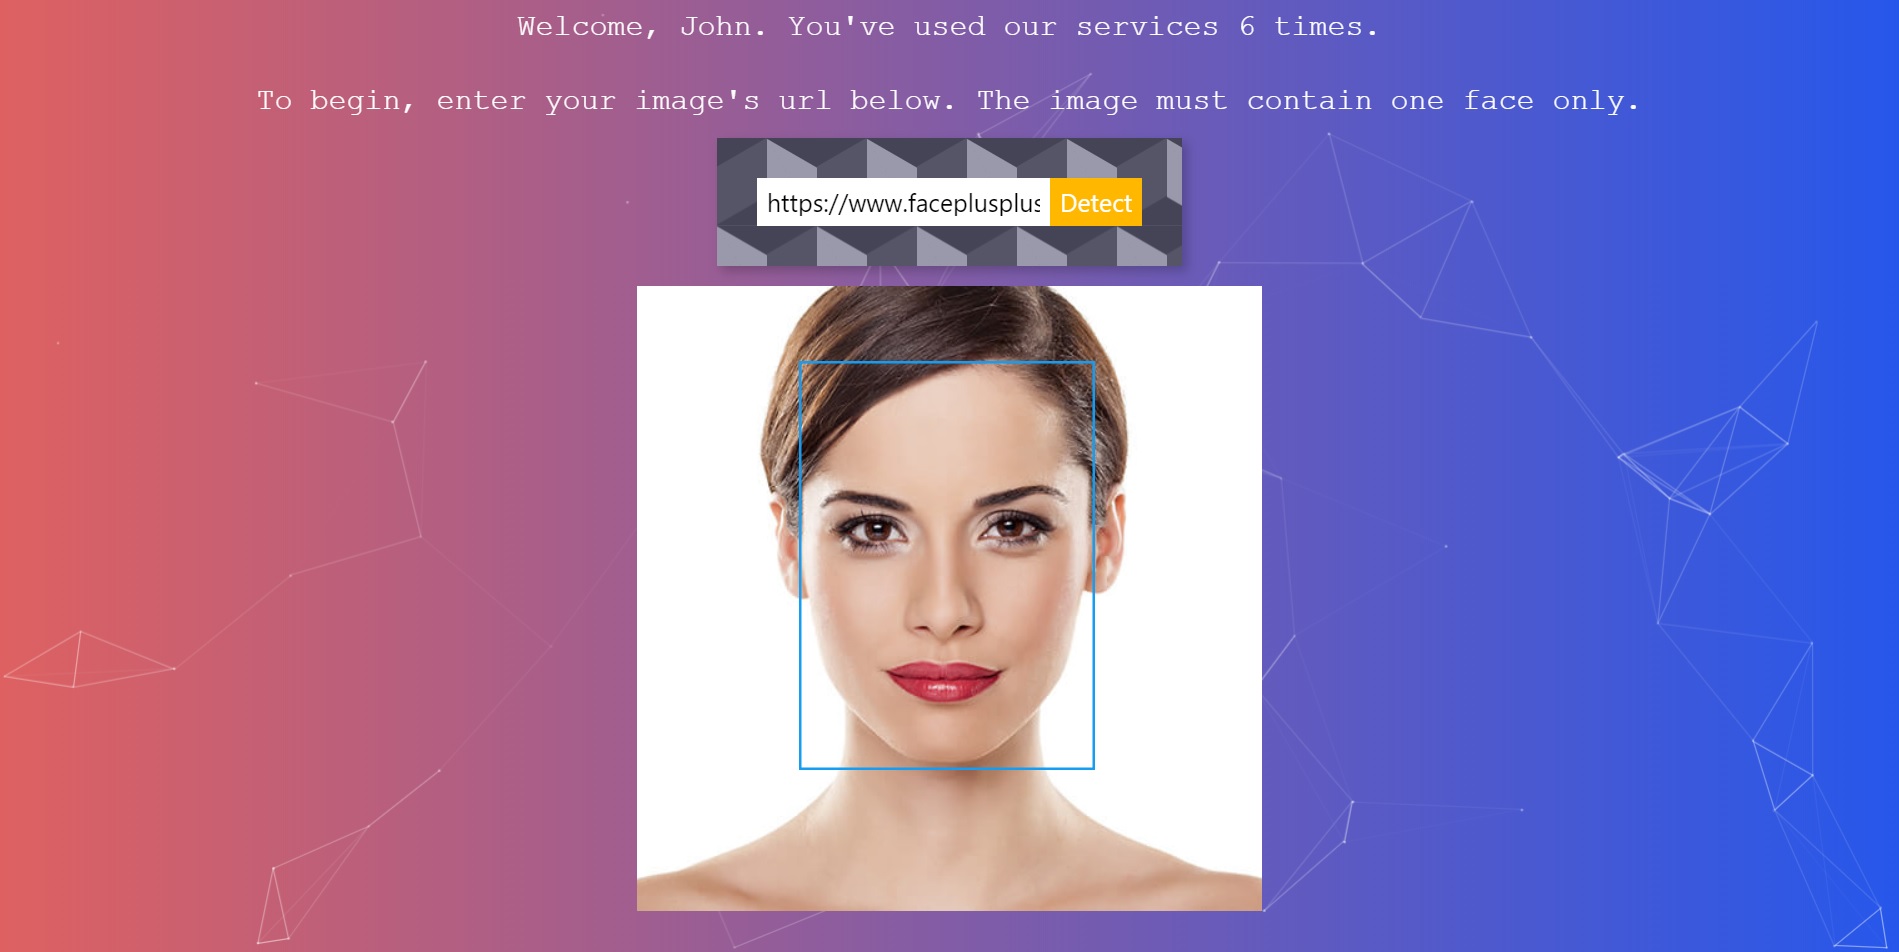 Welcome, John. You've used our services 6 times.
To begin, enter your image's url below. The image must contain one face only.
https://www.faceplusplus Detect